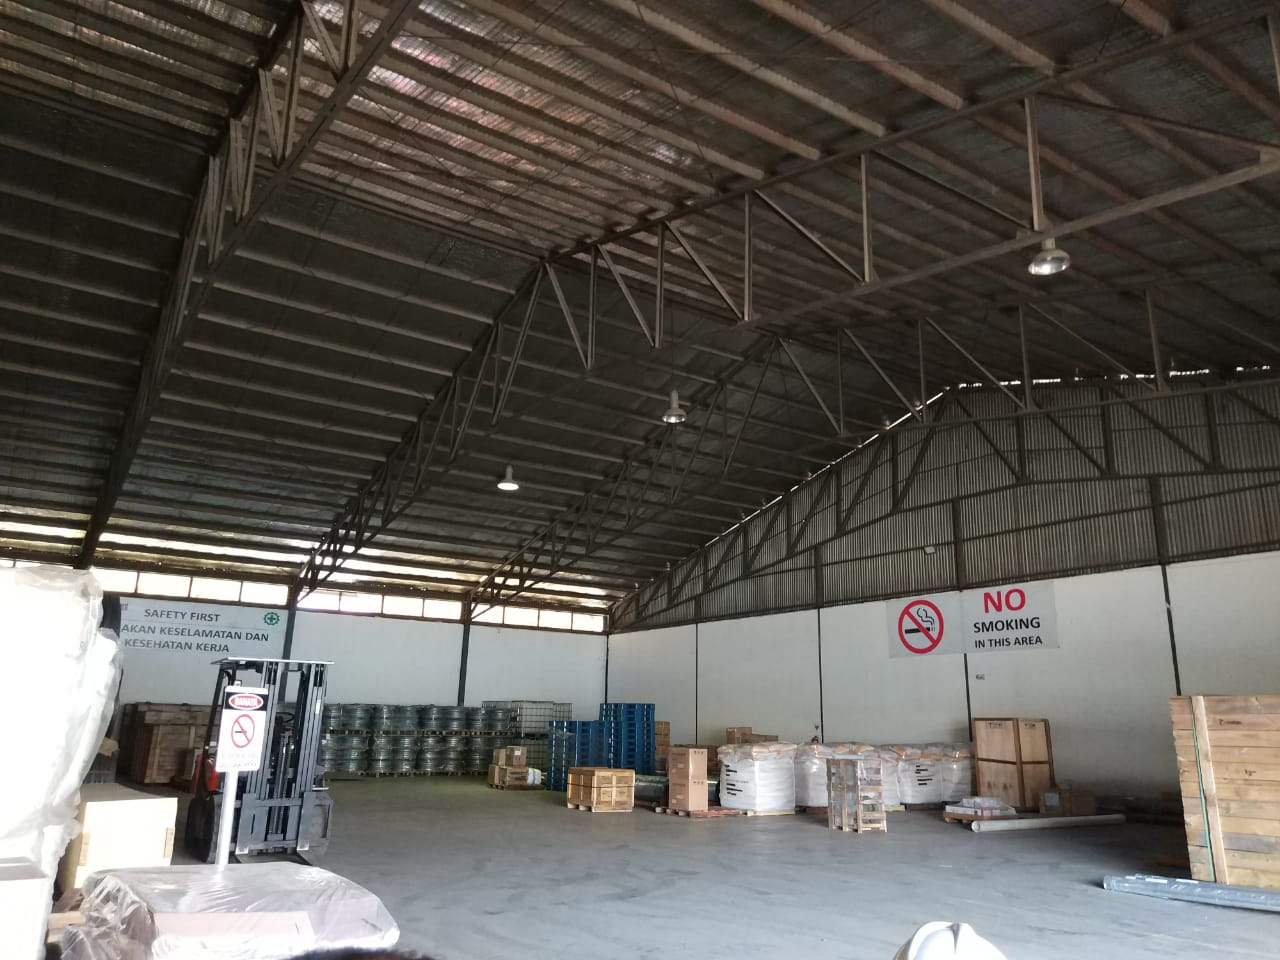 SAFETY FIRST
AKAN KESELAMATAN DAN
KESEHATAN KERJA
NO
SMOKING
IN THIS AREA